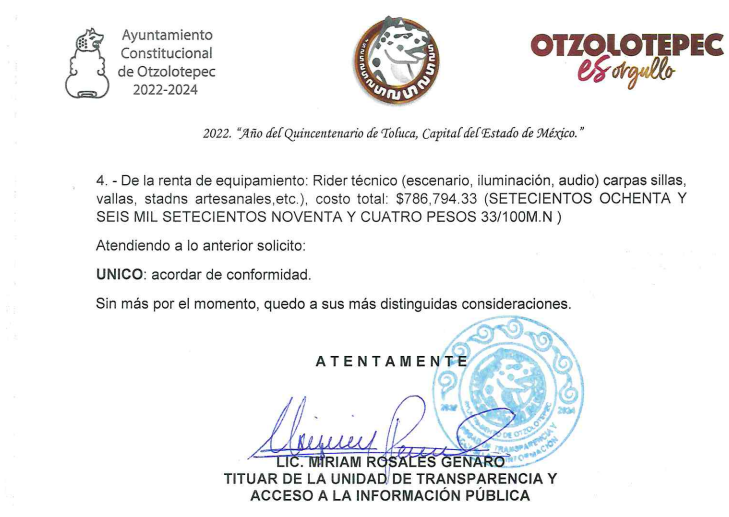 Ayuntamiento
Constitucional
de Otzolotepec
2022-2024
OTZOLOTEPEC
es orgullo
2022. “Año del Quincentenario de Toluca, Capital del Estado de México.”
4. - De la renta de equipamiento: Rider técnico (escenario, iluminación, audio) carpas sillas,
vallas, stadns artesanales,etc.), costo total: $786,794.33 (SETECIENTOS OCHENTA Y
SEIS MIL SETECIENTOS NOVENTA Y CUATRO PESOS 33/100M.N )
Atendiendo a lo anterior solicito:
UNICO: acordar de conformidad.
Sin más por el momento, quedo a sus más distinguidas consideraciones.
A T E N T A M E N T E
LIC. MIRIAM ROSALES GENARO
TITUAR DE LA UNIDAD DE TRANSPARENCIA Y
ACCESO A LA INFORMACIÓN PÚBLICA